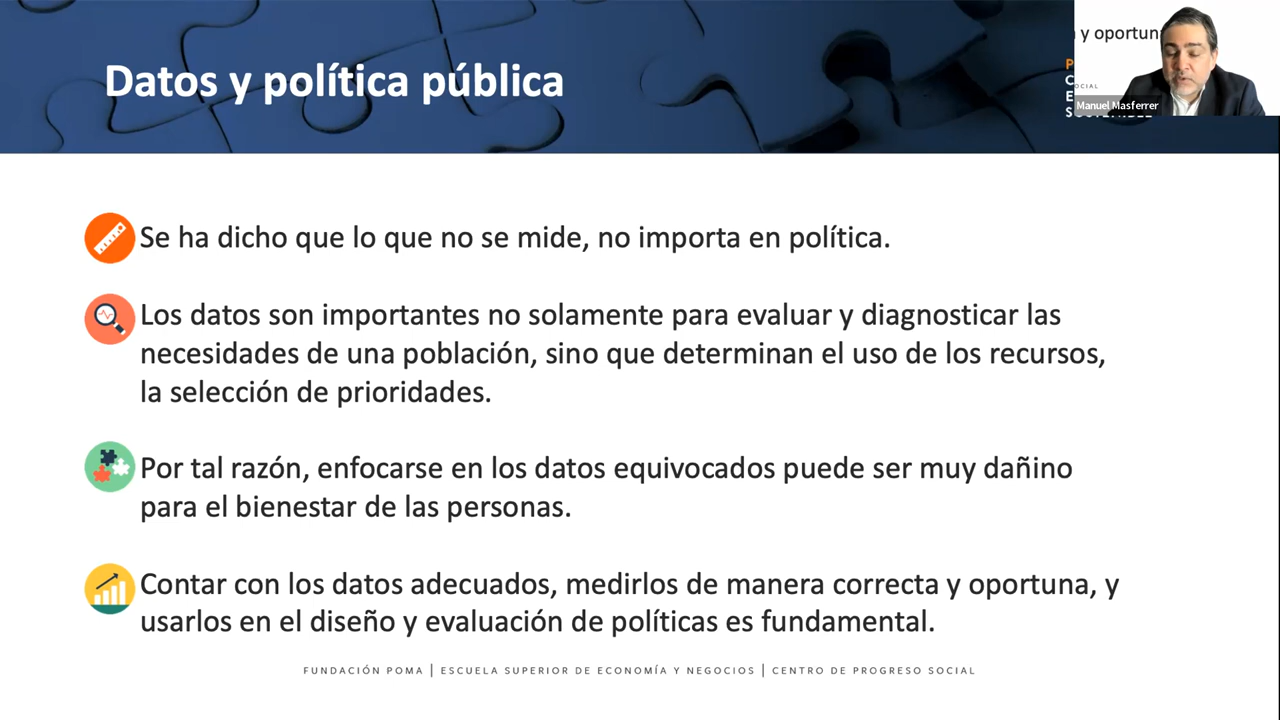 Datos y política pública
y oportuna
OCIAL
Manuel Masferrer
Se ha dicho que lo que no se mide, no importa en política.
Los datos son importantes no solamente para evaluar y diagnosticar las
necesidades de una población, sino que determinan el uso de los recursos,
la selección de prioridades.
Por tal razón, enfocarse en los datos equivocados puede ser muy dañino
para el bienestar de las personas.
Contar con los datos adecuados, medirlos de manera correcta y oportuna, y
usarlos en el diseño y evaluación de políticas es fundamental.
FUNDACIÓN POMA | ESCUELA SUPERIOR DE ECONOMÍA Y NEGOCIOS | CENTRO DE PROGRESO SOCIAL